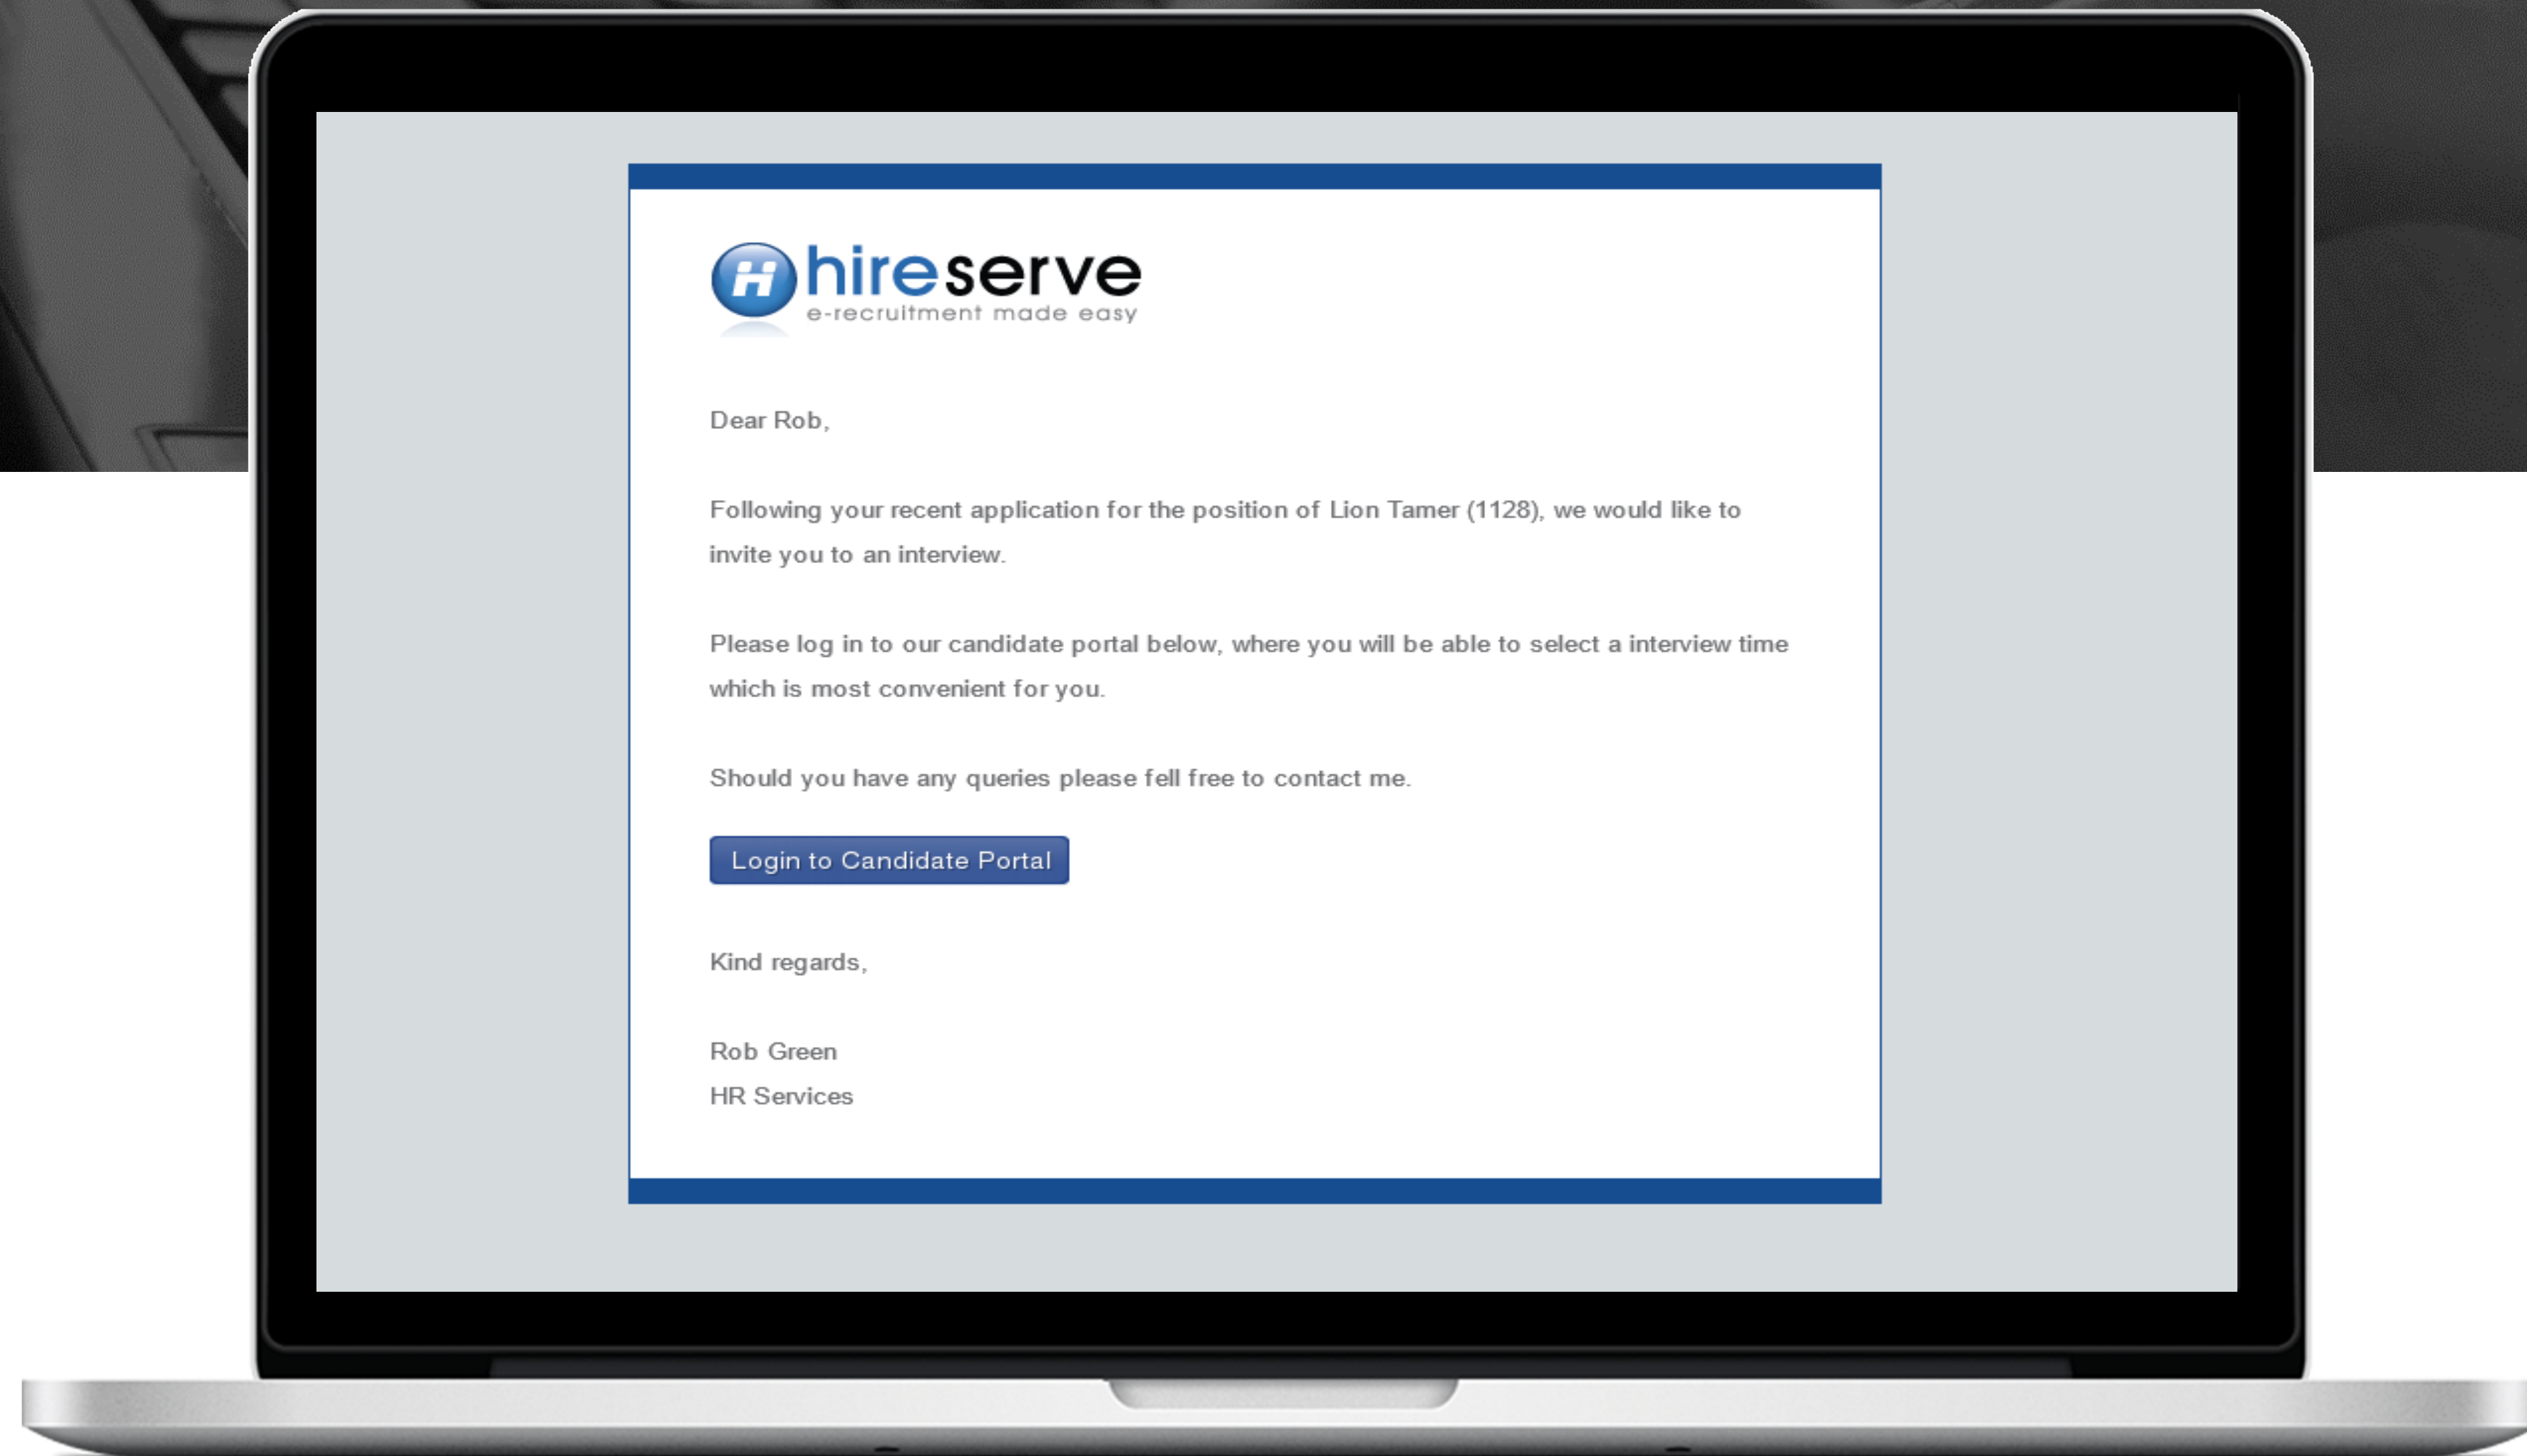 H hireserve
e-recruitment made easy
Dear Rob,
Following your recent application for the position of Lion Tamer (1128), we would like to
invite you to an interview.
Please log in to our candidate portal below, where you will be able to select a interview time
which is most convenient for you.
Should you have any queries please fell free to contact me.
Login to Candidate Portal
Kind regards,
Rob Green
HR Services